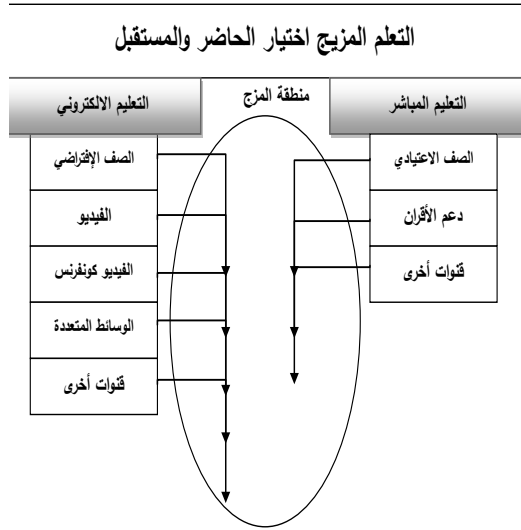 التعلم المزيج اختيار الحاضر والمستقبل
التعليم المباشر
منطقة المزج
التعليم الالكتروني
الصف الاعتيادي
دعم الأقران
قنوات أخرى
الصف الإفتراضي
الفيديو
الفيديو كونفرنس
الوسائط المتعددة
قنوات أخرى